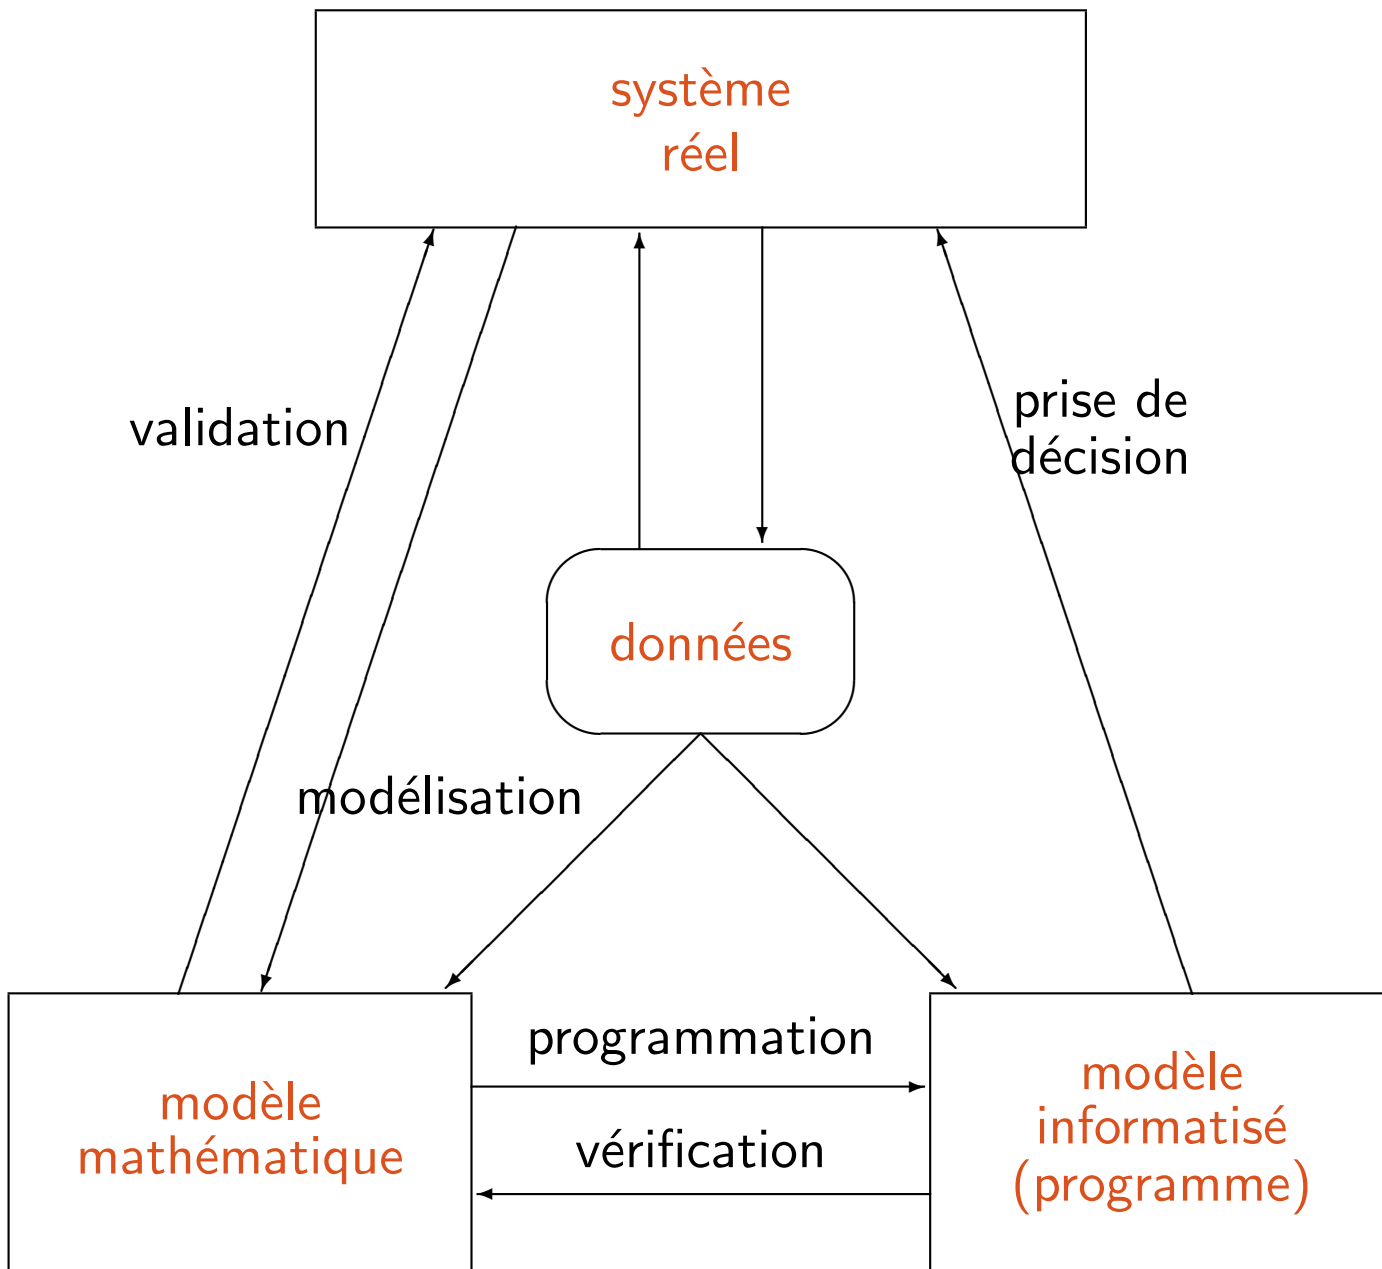 système
réel
validation
prise de
décision
données
modélisation
programmation
modèle
mathématique
vérification
modèle
informatisé
(programme)